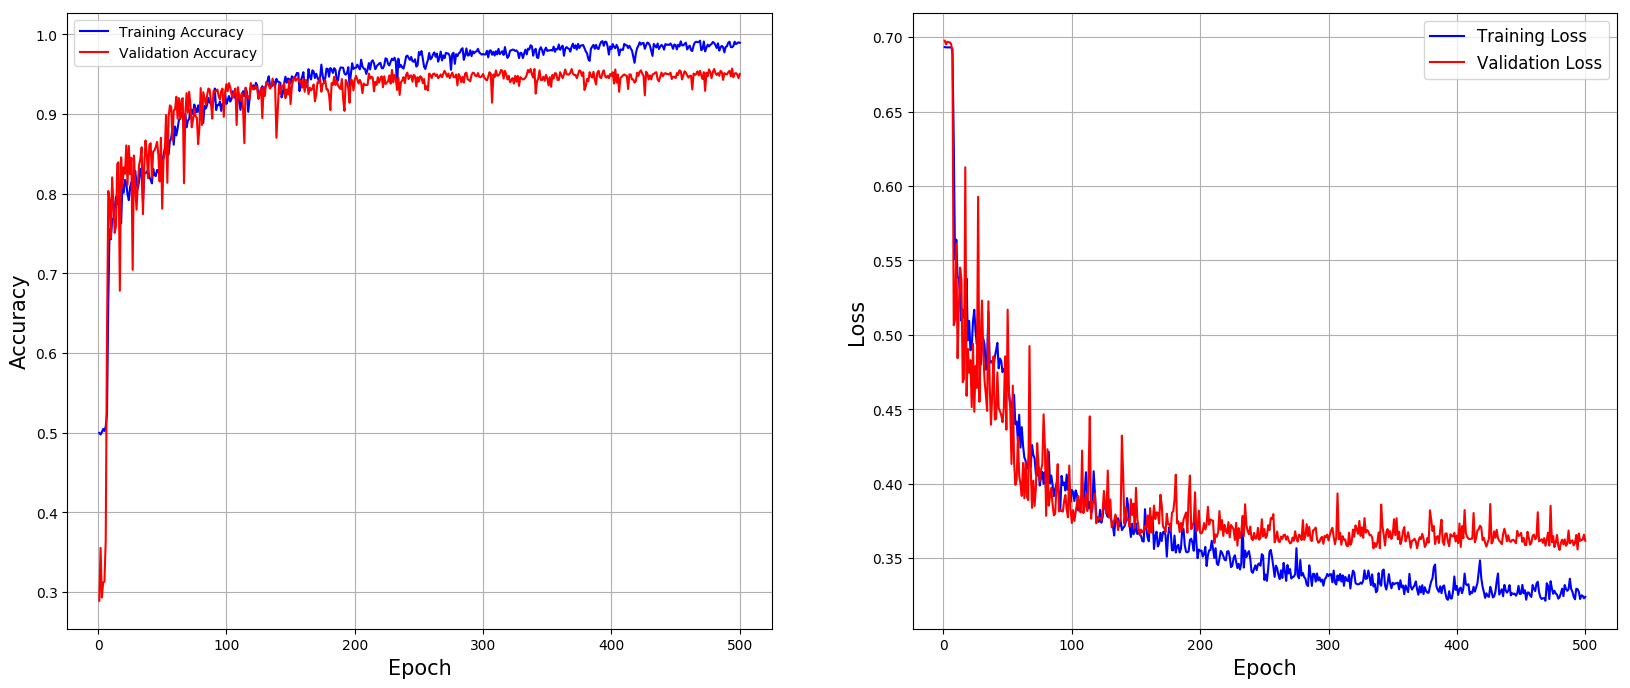 Training Accuracy
Validation Accuracy
1.0
0.9
0.8
0.7
0.6
0.5
0.4
0.3
Accuracy
0 100 200 300 400 500
Epoch
Training Loss
Validation Loss
0.70
0.65
0.60
0.55
0.50
0.45
0.40
0.35
Loss
0 100 200 300 400 500
Epoch